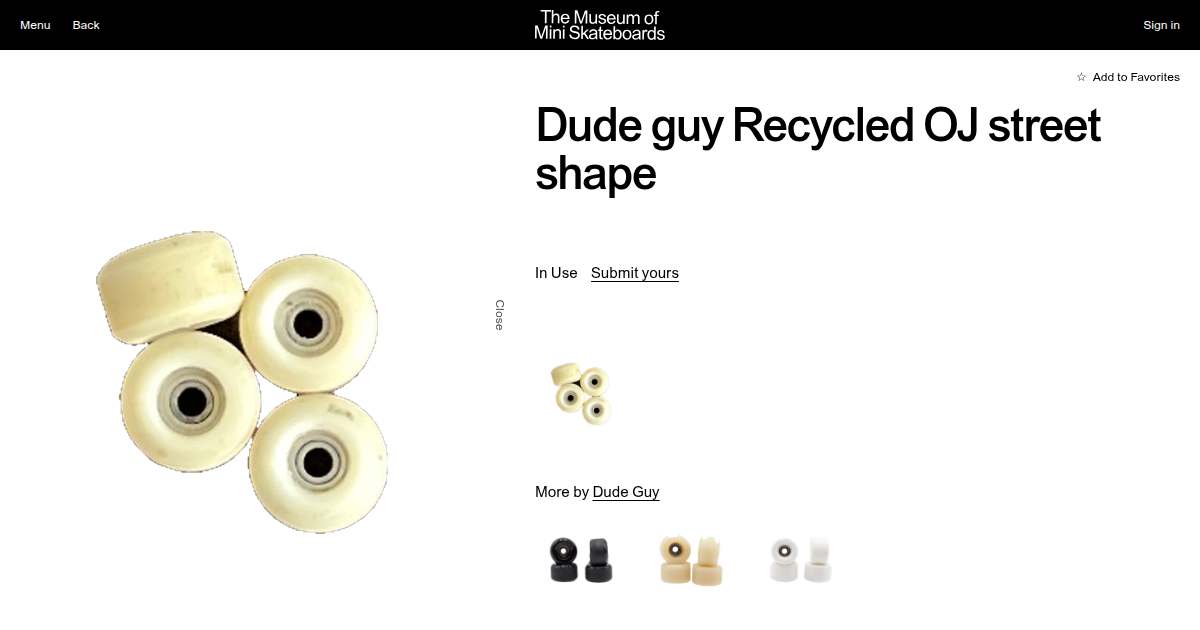 Menu
Back
The Museum of
Mini Skateboards
Sign in
☆ Add to Favorites
Dude guy Recycled OJ street
shape
In Use Submit yours
Close
More by Dude Guy